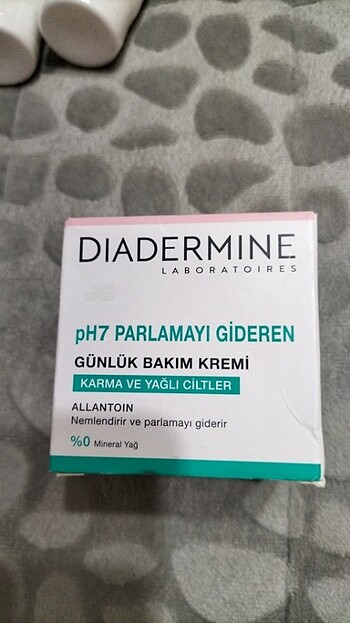 DIADERMINE
LABORATOIRES
pH7 PARLAMAYI GİDEREN
GÜNLÜK BAKIM KREMİ
KARMA VE YAĞLI CİLTLER
ALLANTOIN
Nemlendirir ve parlamayı giderir
%0 Mineral Yağ